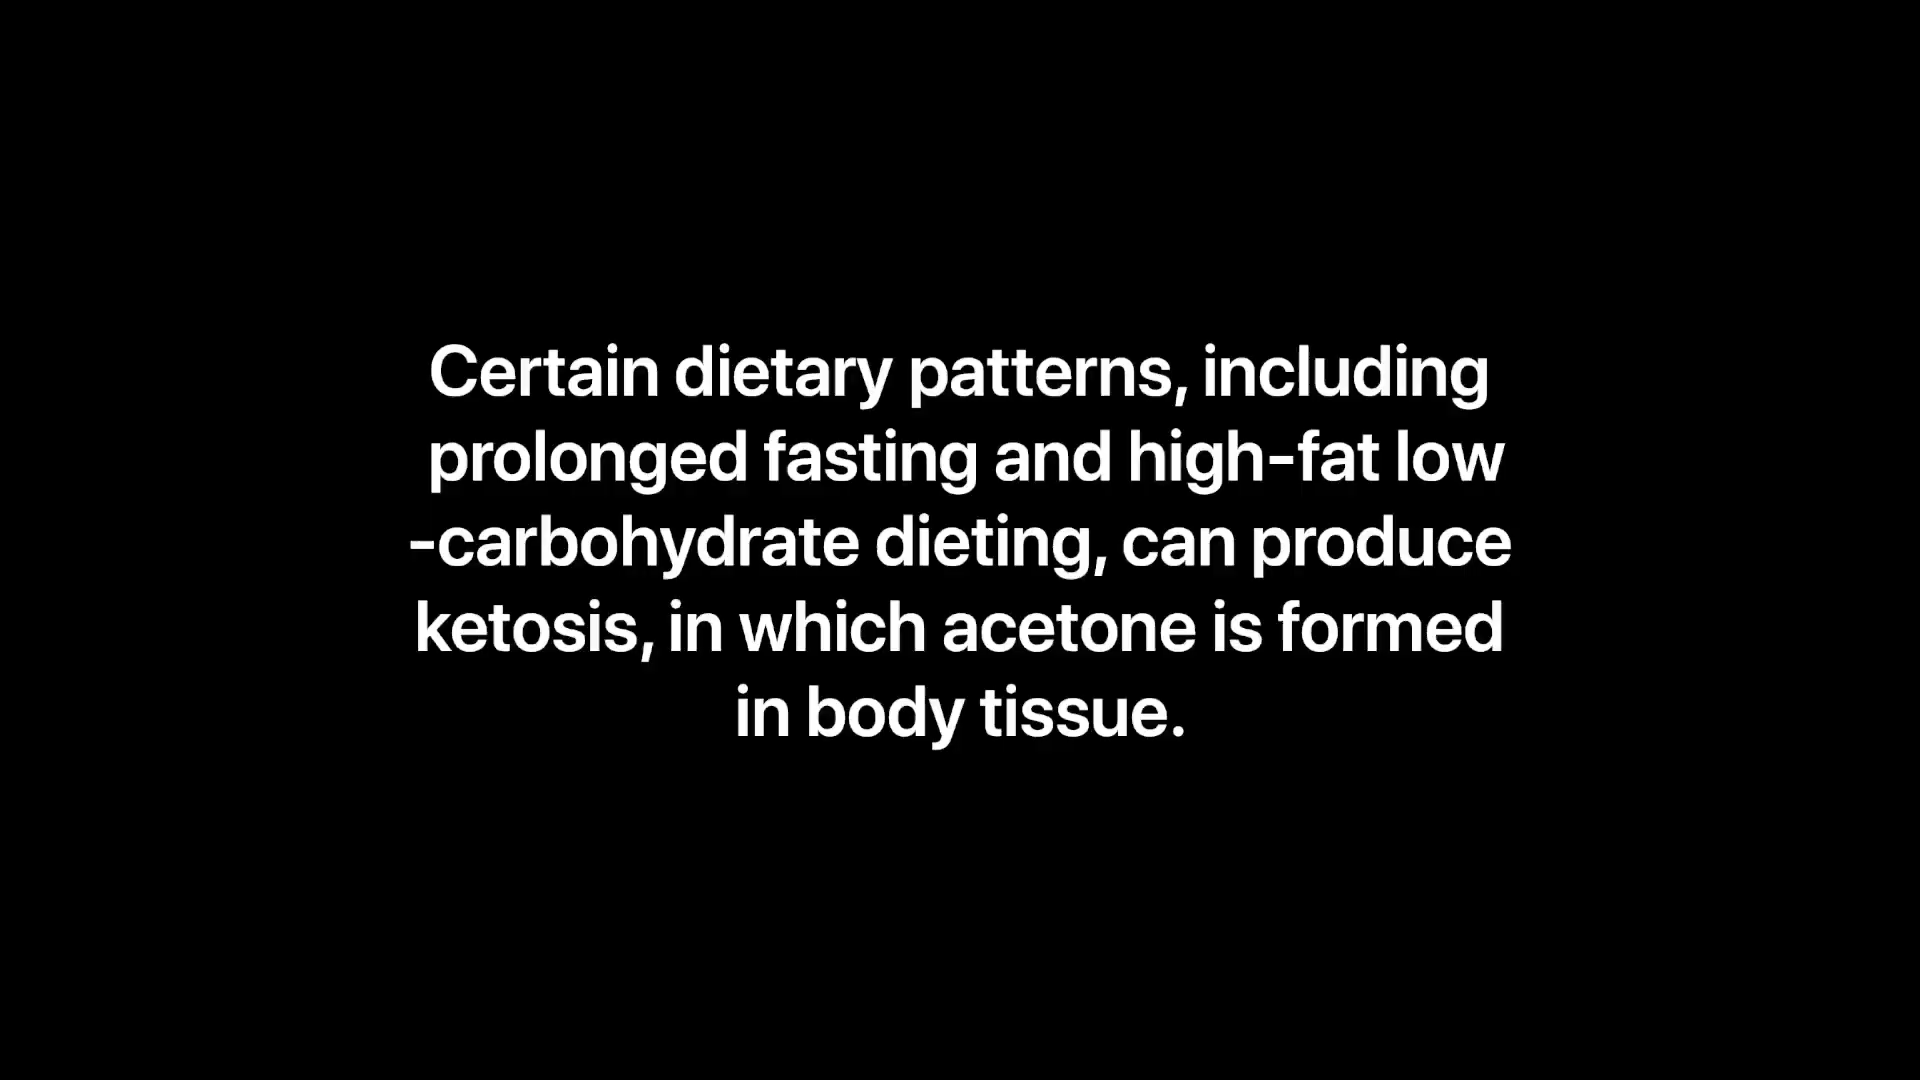 Certain dietary patterns, including
prolonged fasting and high-fat low
-carbohydrate dieting, can produce
ketosis, in which acetone is formed
in body tissue.